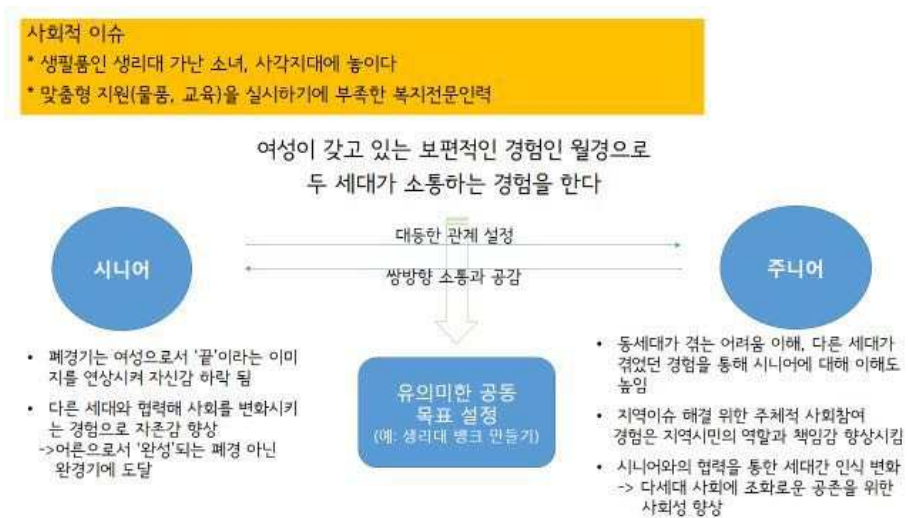 사회적 이슈
* 생필품인 생리대 가난 소녀, 사각지대에 놓이다
* 맞춤형 지원(물품, 교육)을 실시하기에 부족한 복지전문인력
여성이 갖고 있는 보편적인 경험인 월경으로
두 세대가 소통하는 경험을 한다
시니어
대등한 관계 설정
쌍방향 소통과 공감
주니어
• 폐경기는 여성으로서 '끝'이라는 이미
지를 연상시켜 자신감 하락 됨
• 다른 세대와 협력해 사회를 변화시키
는 경험으로 자존감 향상
->어른으로서 '완성'되는 폐경 아닌
완경기에 도달
유의미한 공동
목표 설정
(예: 생리대 뱅크 만들기)
• 동세대가 겪는 어려움 이해, 다른 세대가
겪었던 경험을 통해 시니어에 대해 이해도
높임
• 지역이슈 해결 위한 주체적 사회참여
경험은 지역시민의 역할과 책임감 향상시킴
• 시니어와의 협력을 통한 세대간 인식 변화
-> 다세대 사회에 조화로운 공존을 위한
사회성 향상